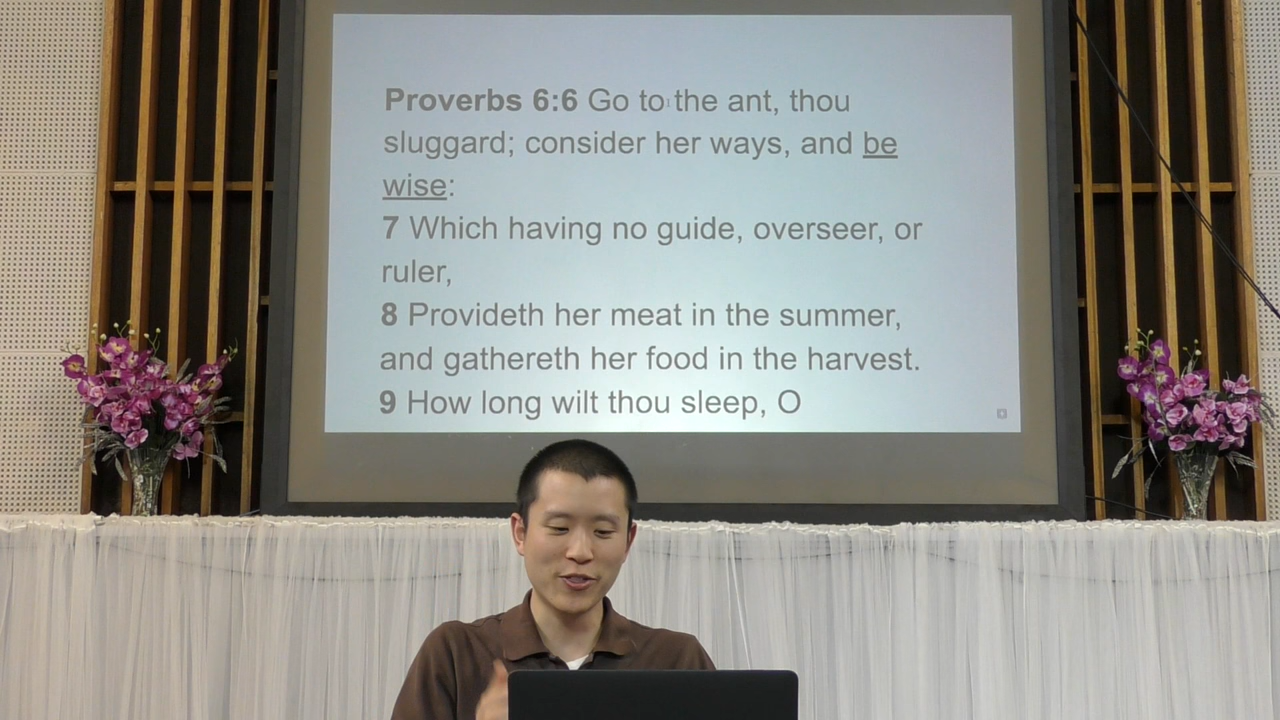 Proverbs 6:6 Go to the ant, thou
sluggard; consider her ways, and be
wise:
7 Which having no guide, overseer, or
ruler,
8 Provideth her meat in the summer,
and gathereth her food in the harvest.
9 How long wilt thou sleep, O